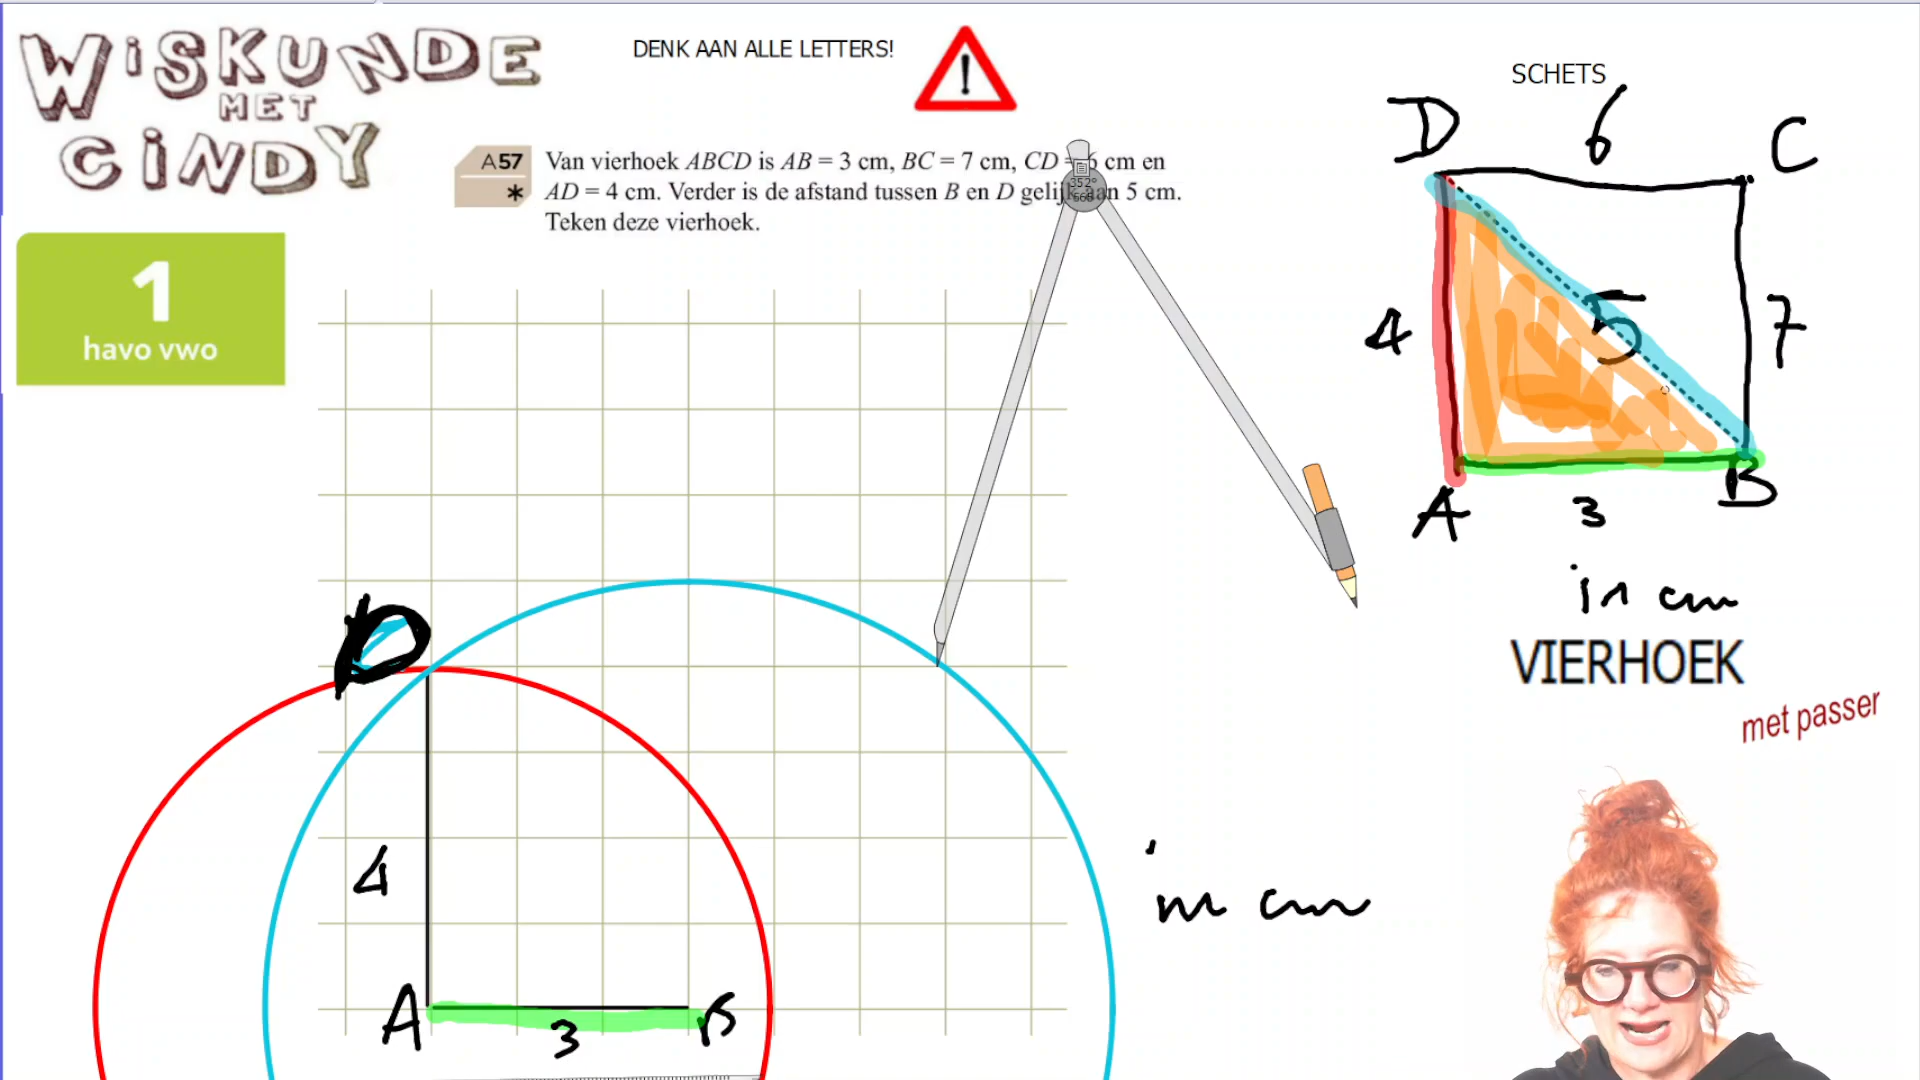 WiSKUNDE
MET
CiNDY
DENK AAN ALLE LETTERS!
!
A57
*
Van vierhoek ABCD is AB = 3 cm, BC = 7 cm, CD = 6 cm en
AD = 4 cm. Verder is de afstand tussen B en D gelijk aan 5 cm.
Teken deze vierhoek.
1
havo vwo
352°
SCHETS
D 6 C
4 5 7
A 3 B
in cm
VIERHOEK
met passer
D
4
A 3 B
in cm